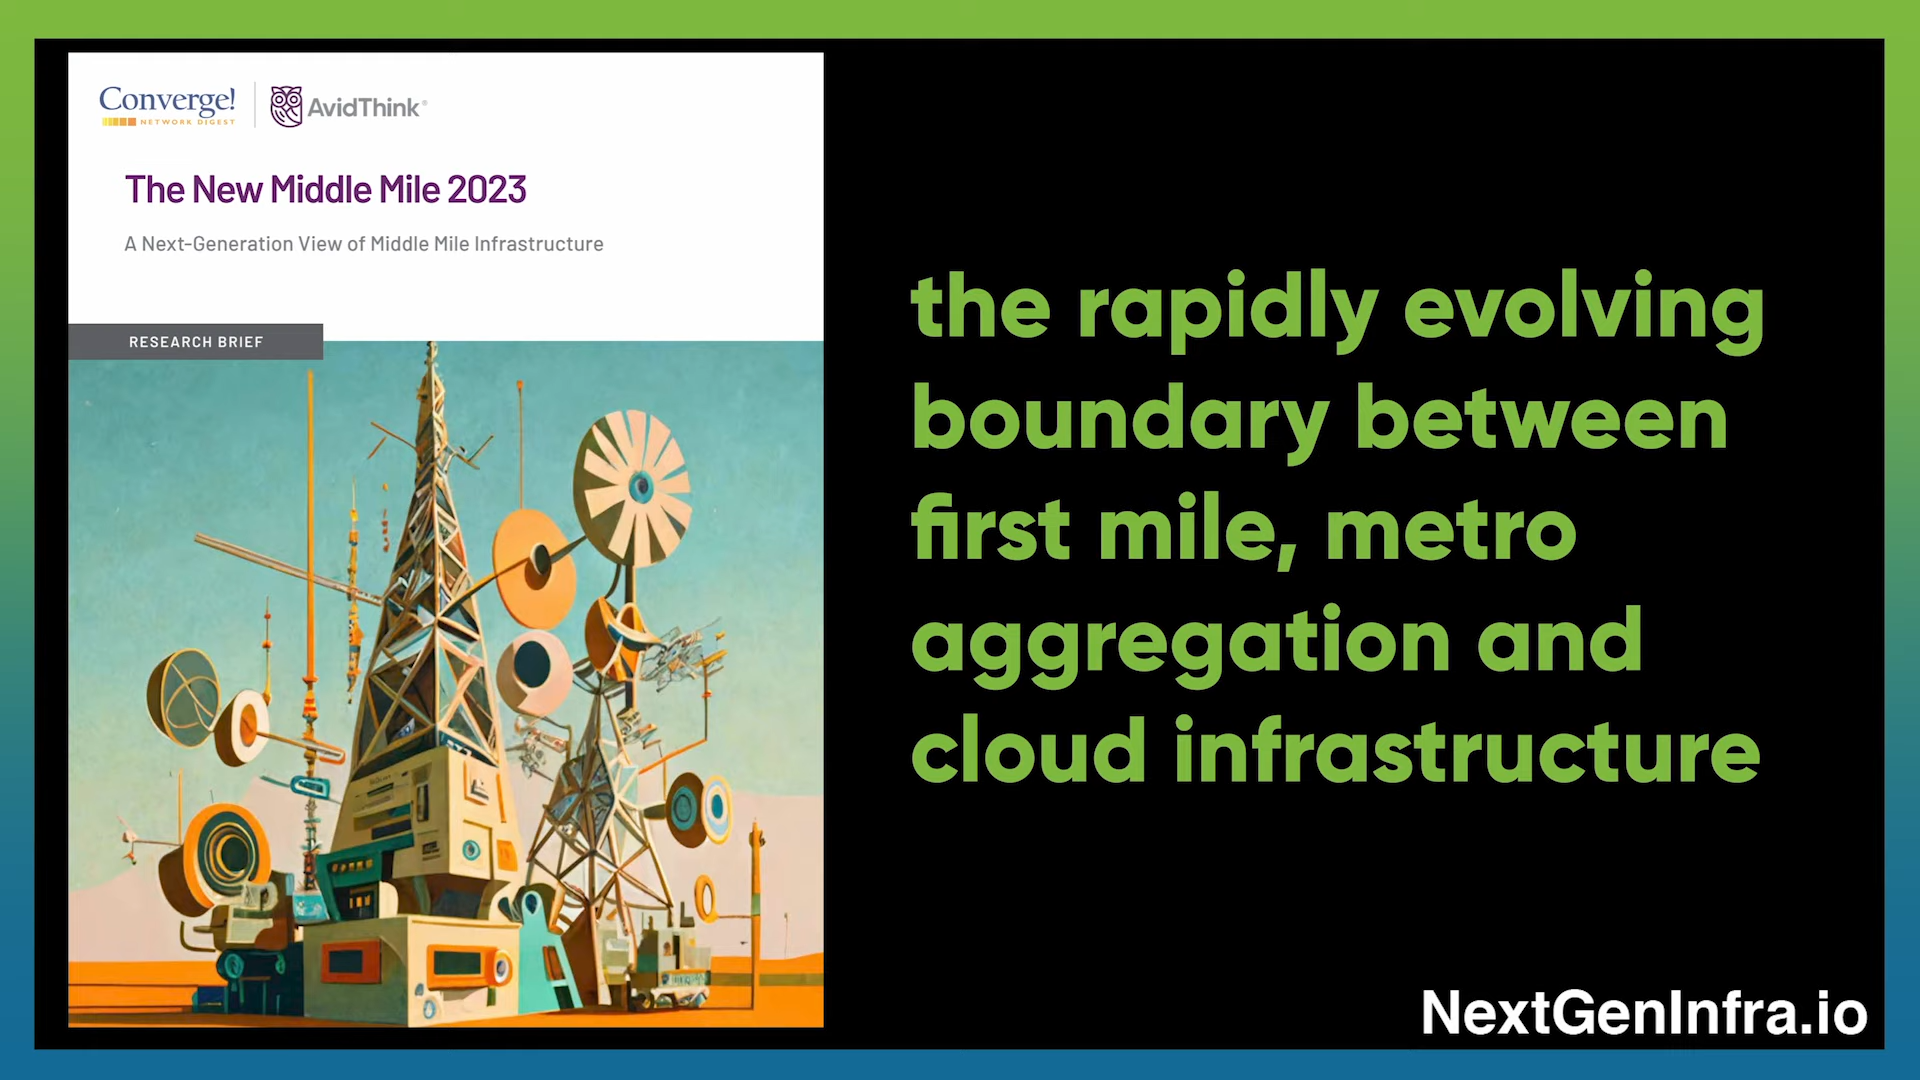 Converge!
NETWORK DIGEST
AvidThink®
The New Middle Mile 2023
A Next-Generation View of Middle Mile Infrastructure
RESEARCH BRIEF
the rapidly evolving
boundary between
first mile, metro
aggregation and
cloud infrastructure
NextGenInfra.io